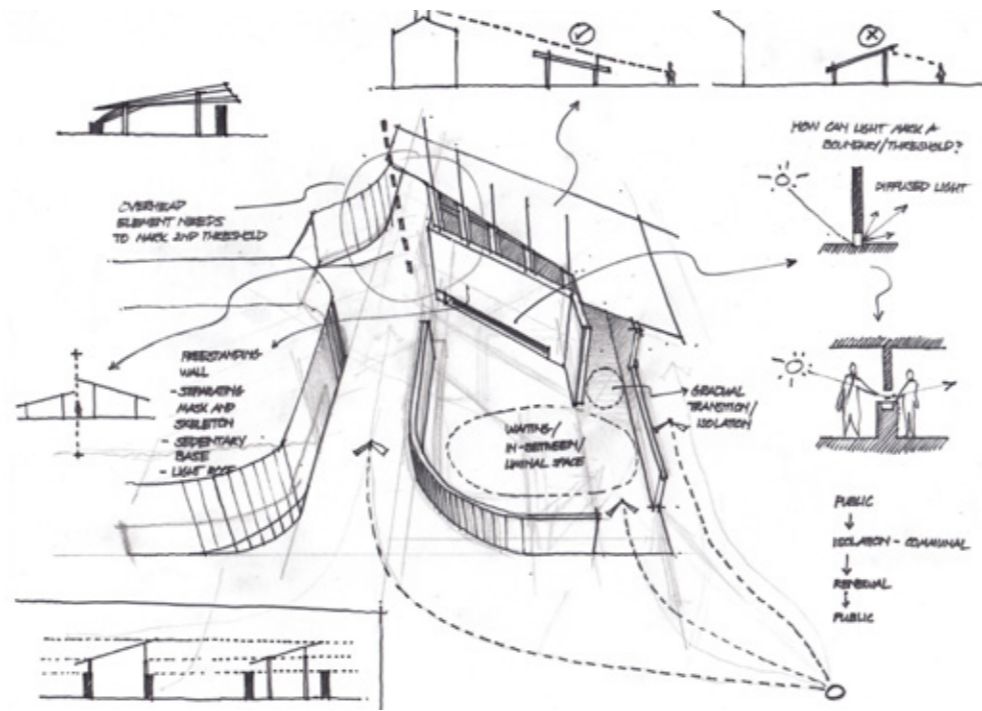 HOW CAN LIGHT MARK A
BOUNDARY/THRESHOLD?
DIFFUSED LIGHT
OVERHEAD
ELEMENT NEEDS
TO MARK AND THRESHOLD
FREESTANDING
WALL
- SEPARATING
MASK AND
SKELETON
- SEDENTARY
BASE
- LIGHT ROOF
WAITING/
IN-BETWEEN/
LIMINAL SPACE
GRADUAL
TRANSITION/
ISOLATION
PUBLIC
ISOLATION - COMMUNAL
RENEWAL
PUBLIC